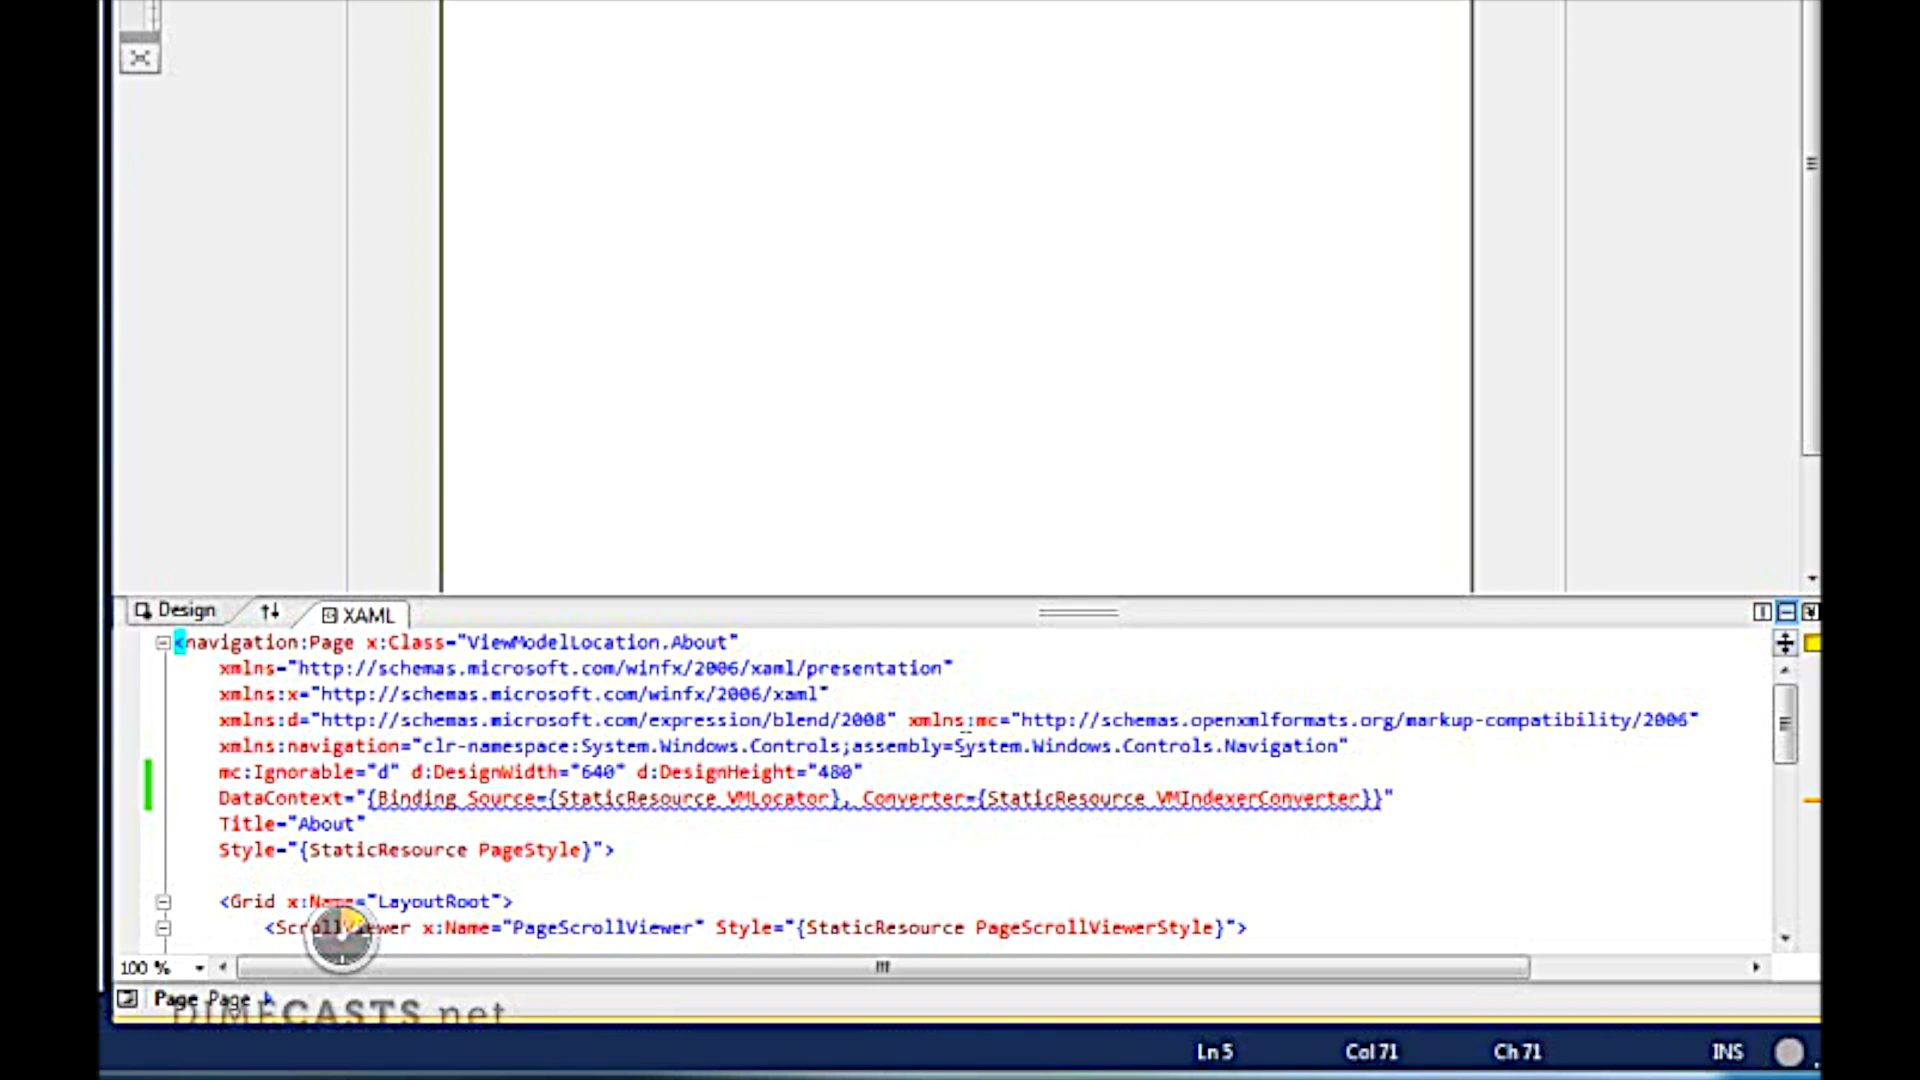 Design
XAML
<navigation:Page x:Class="ViewModelLocation.About"
xmlns="http://schemas.microsoft.com/winfx/2006/xaml/presentation"
xmlns:x="http://schemas.microsoft.com/winfx/2006/xaml"
xmlns:d="http://schemas.microsoft.com/expression/blend/2008" xmlns:mc="http://schemas.openxmlformats.org/markup-compatibility/2006"
xmlns:navigation="clr-namespace:System.Windows.Controls;assembly=System.Windows.Controls.Navigation"
mc:Ignorable="d" d:DesignWidth="640" d:DesignHeight="480"
DataContext="{Binding Source={StaticResource VMLocator}, Converter={StaticResource VMIndexerConverter}}"
Title="About"
Style="{StaticResource PageStyle}">
<Grid x:Name="LayoutRoot">
<ScrollViewer x:Name="PageScrollViewer" Style="{StaticResource PageScrollViewerStyle}">
100 %
Page Page
DIMECASTS.net
Ln 5 Col 71 Ch 71 INS